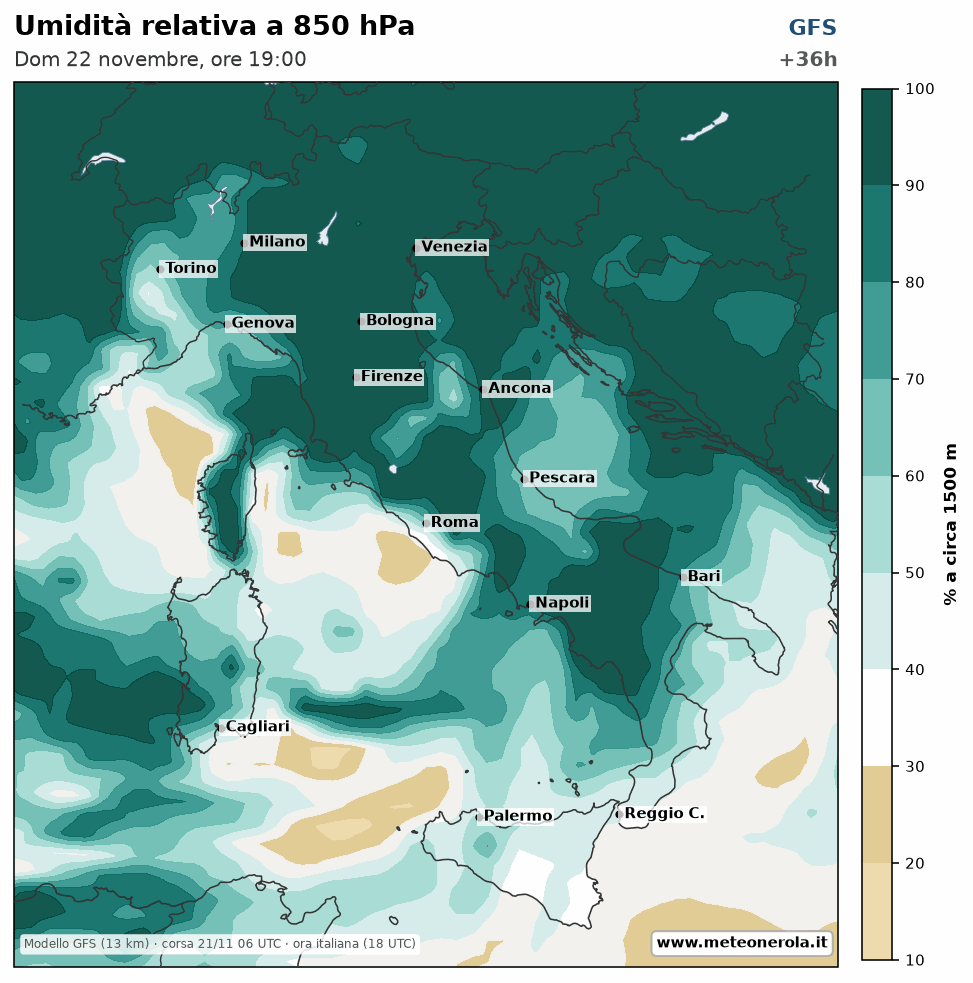 Umidità relativa a 850 hPa
GFS
Dom 22 novembre, ore 19:00
+36h
Milano
Venezia
Torino
Genova
Bologna
Firenze
Ancona
Pescara
Roma
Bari
Napoli
Cagliari
Palermo
Reggio C.
100
90
80
70
60
50
40
30
20
10
% a circa 1500 m
Modello GFS (13 km) · corsa 21/11 06 UTC · ora italiana (18 UTC)
www.meteonerola.it